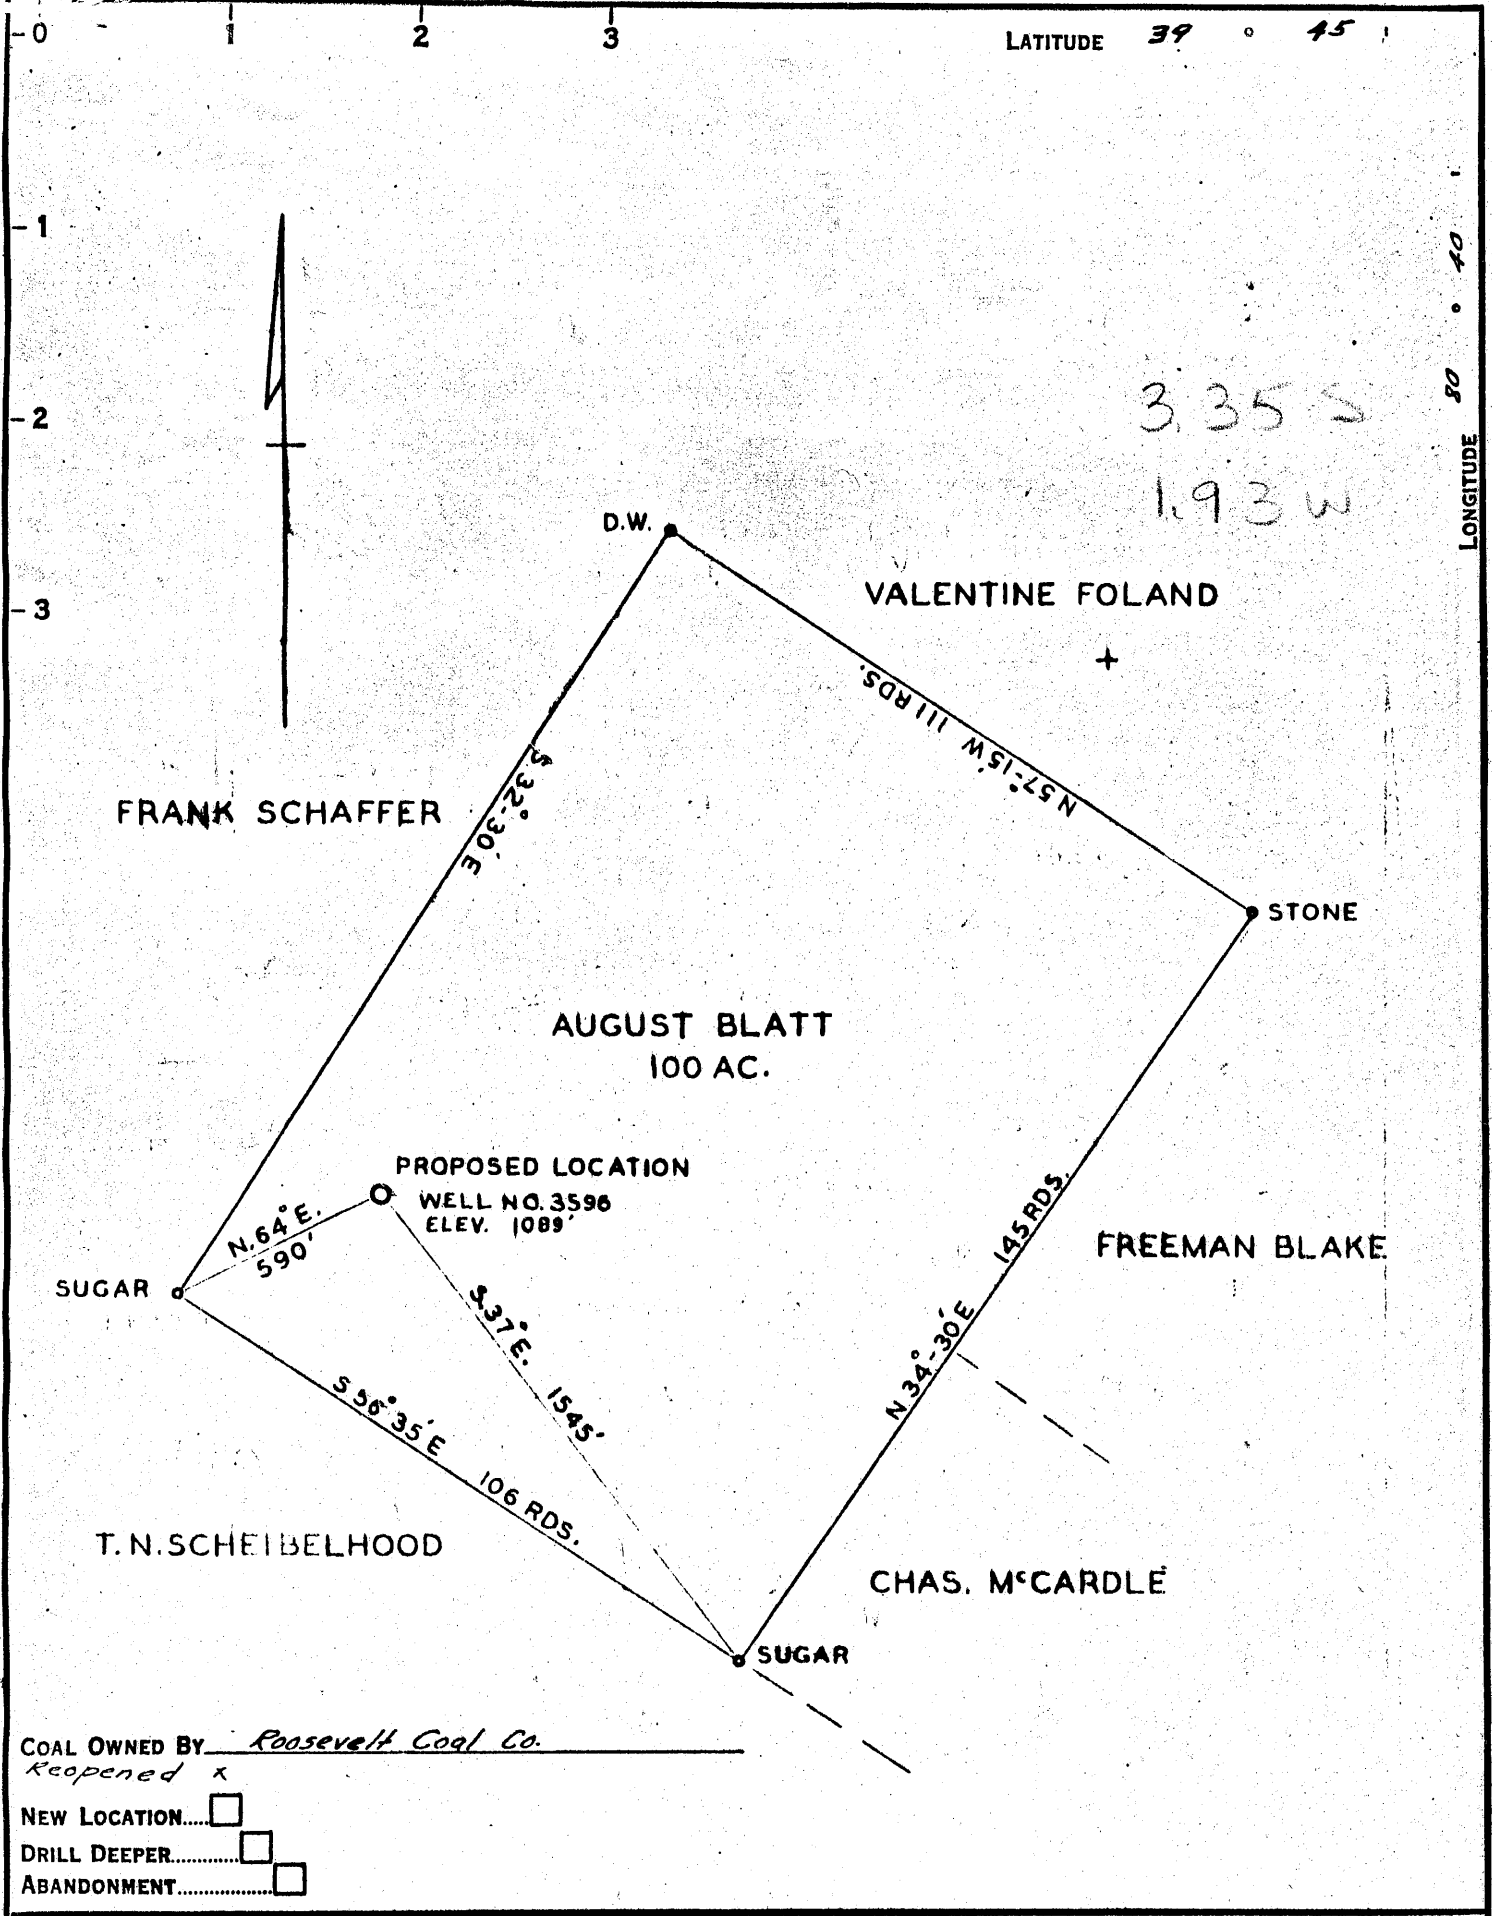 0 1 2 3
LATITUDE 39 ° 45 '
LONGITUDE 80 ° 40 '
1
2
3
3.35 S
1.93 W
D.W.
VALENTINE FOLAND
+
N 57°-15' W 111 RDS.
S 32°-30' E
FRANK SCHAFFER
STONE
AUGUST BLATT
100 AC.
PROPOSED LOCATION
WELL NO. 3596
ELEV. 1089'
N. 64° E.
590'
SUGAR
S. 37° E. 1545'
145 RDS.
N 34°-30' E
FREEMAN BLAKE
S 56° 35' E 106 RDS.
T. N. SCHEIBELHOOD
CHAS. McCARDLE
SUGAR
COAL OWNED BY Roosevelt Coal Co.
Reopened x
NEW LOCATION.....
DRILL DEEPER.............
ABANDONMENT..................